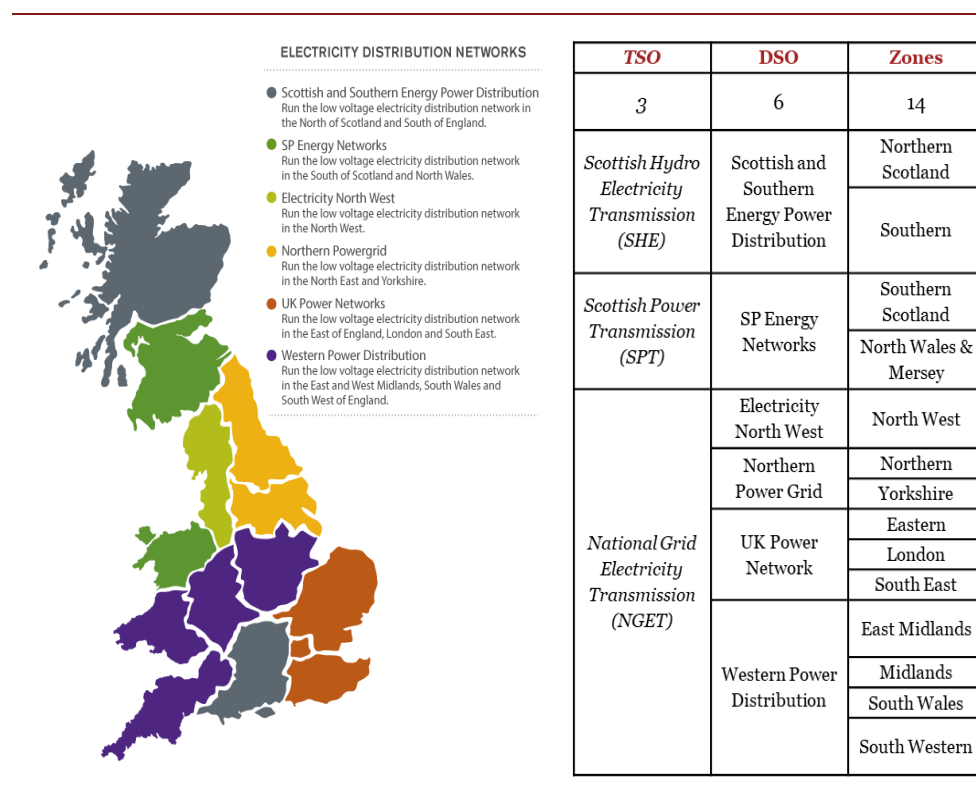 ELECTRICITY DISTRIBUTION NETWORKS
Scottish and Southern Energy Power Distribution
Run the low voltage electricity distribution network in
the North of Scotland and South of England.
SP Energy Networks
Run the low voltage electricity distribution network
in the South of Scotland and North Wales.
Electricity North West
Run the low voltage electricity distribution network
in the North West.
Northern Powergrid
Run the low voltage electricity distribution network
in the North East and Yorkshire.
UK Power Networks
Run the low voltage electricity distribution network
in the East of England, London and South East.
Western Power Distribution
Run the low voltage electricity distribution network
in the East and West Midlands, South Wales and
South West of England.
TSO DSO Zones
3 6 14
Scottish Hydro
Electricity
Transmission
(SHE)
Scottish and
Southern
Energy Power
Distribution
Northern
Scotland
Southern
Scottish Power
Transmission
(SPT)
SP Energy
Networks
Southern
Scotland
North Wales &
Mersey
National Grid
Electricity
Transmission
(NGET)
Electricity
North West
North West
Northern
Power Grid
Northern
Yorkshire
UK Power
Network
Eastern
London
South East
Western Power
Distribution
East Midlands
Midlands
South Wales
South Western